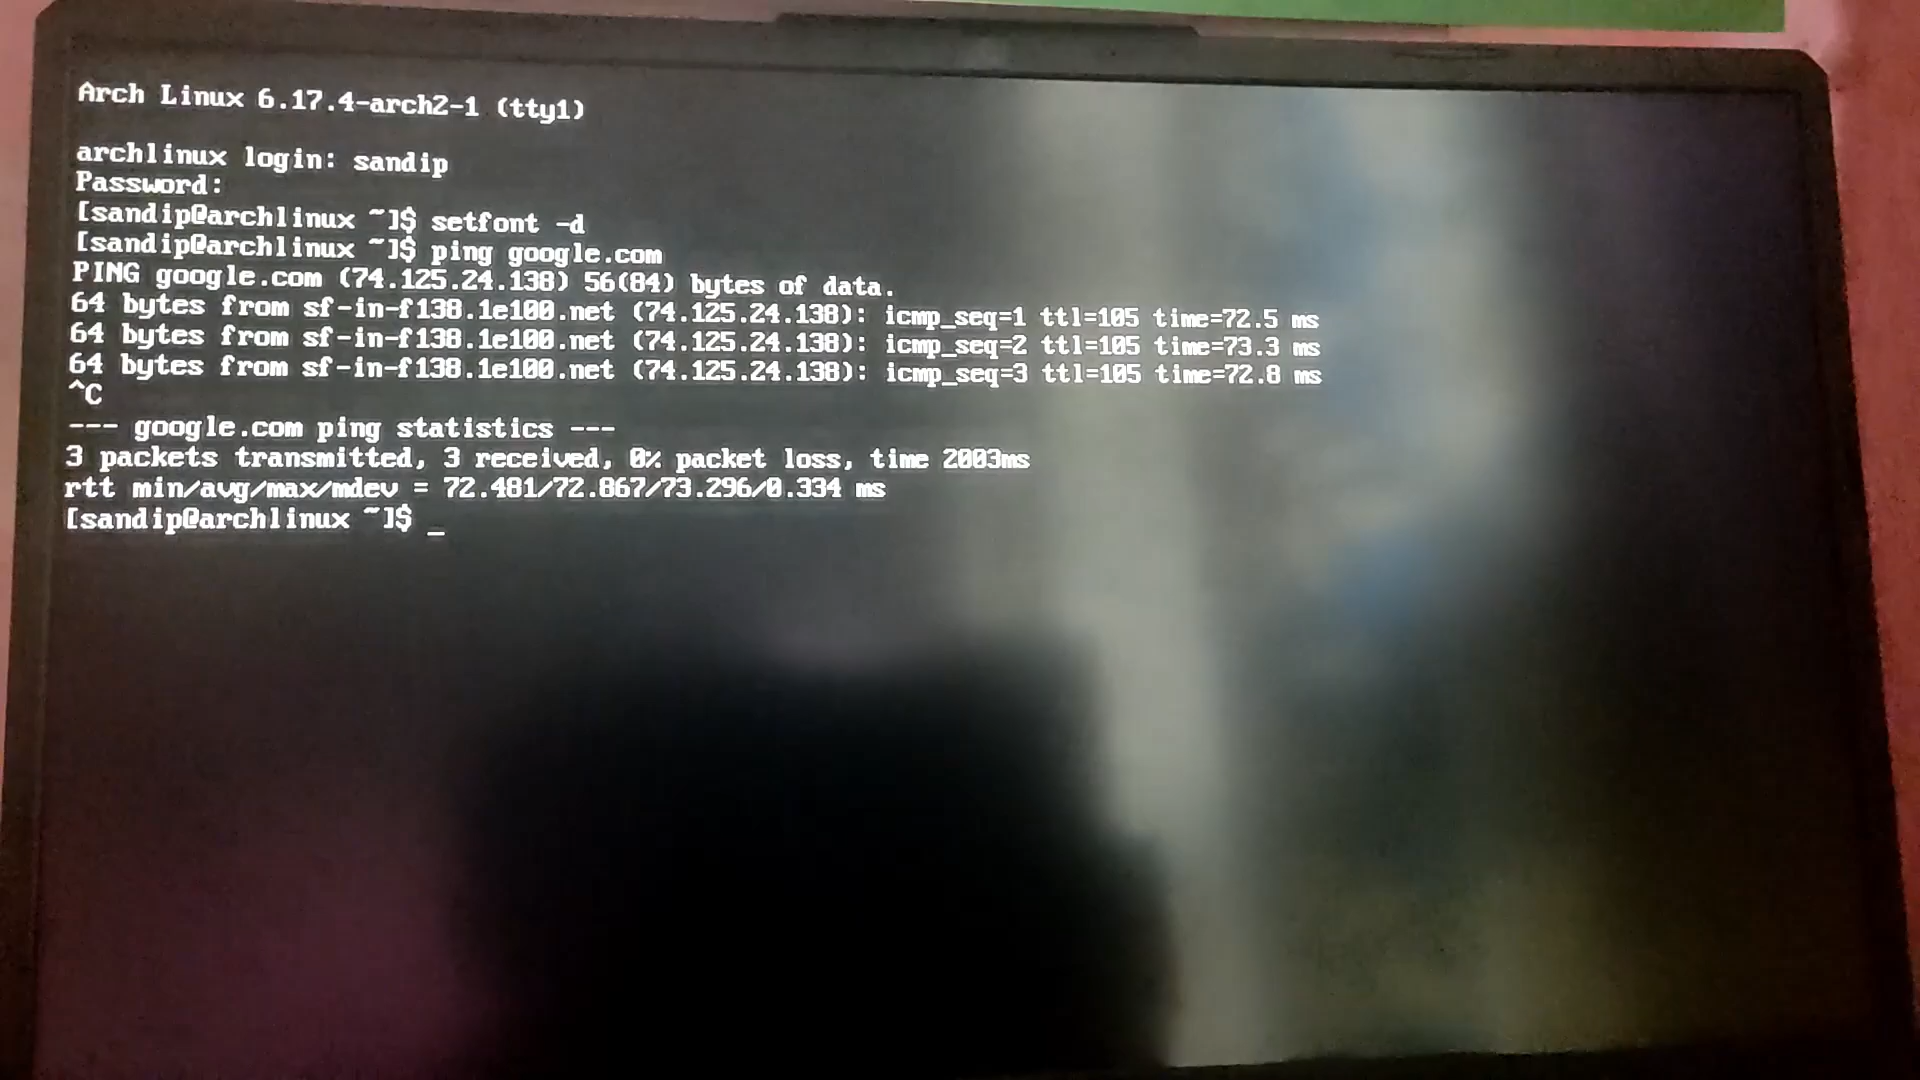 Arch Linux 6.17.4-arch2-1 (tty1)
archlinux login: sandip
Password:
[sandip@archlinux ~]$ setfont -d
[sandip@archlinux ~]$ ping google.com
PING google.com (74.125.24.138) 56(84) bytes of data.
64 bytes from sf-in-f138.1e100.net (74.125.24.138): icmp_seq=1 ttl=105 time=72.5 ms
64 bytes from sf-in-f138.1e100.net (74.125.24.138): icmp_seq=2 ttl=105 time=73.3 ms
64 bytes from sf-in-f138.1e100.net (74.125.24.138): icmp_seq=3 ttl=105 time=72.8 ms
^C
--- google.com ping statistics ---
3 packets transmitted, 3 received, 0% packet loss, time 2003ms
rtt min/avg/max/mdev = 72.481/72.867/73.296/0.334 ms
[sandip@archlinux ~]$ _